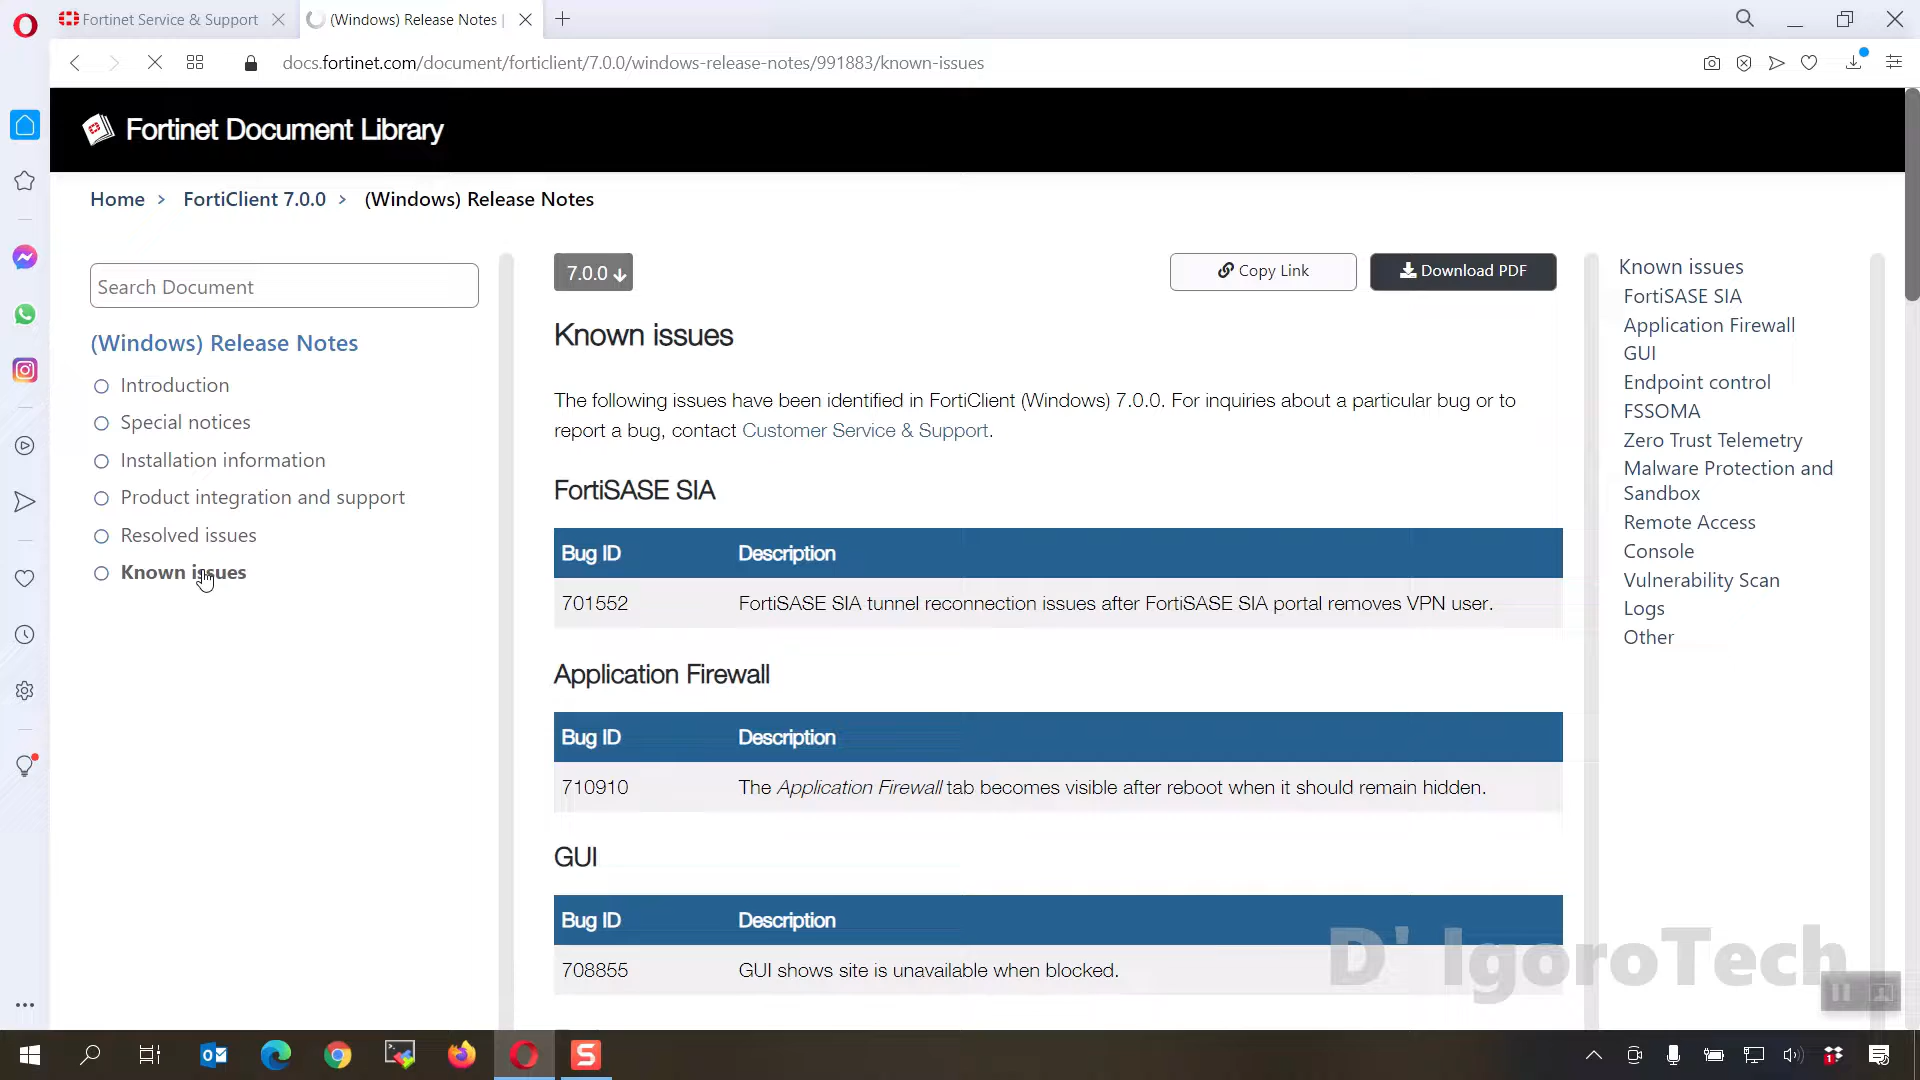 Fortinet Service & Support
(Windows) Release Notes
docs.fortinet.com/document/forticlient/7.0.0/windows-release-notes/991883/known-issues
Fortinet Document Library
Home > FortiClient 7.0.0 > (Windows) Release Notes
Search Document
(Windows) Release Notes
Introduction
Special notices
Installation information
Product integration and support
Resolved issues
Known issues
7.0.0
Copy Link
Download PDF
Known issues
The following issues have been identified in FortiClient (Windows) 7.0.0. For inquiries about a particular bug or to
report a bug, contact Customer Service & Support.
FortiSASE SIA
Bug ID Description
701552 FortiSASE SIA tunnel reconnection issues after FortiSASE SIA portal removes VPN user.
Application Firewall
Bug ID Description
710910 The Application Firewall tab becomes visible after reboot when it should remain hidden.
GUI
Bug ID Description
708855 GUI shows site is unavailable when blocked.
Known issues
FortiSASE SIA
Application Firewall
GUI
Endpoint control
FSSOMA
Zero Trust Telemetry
Malware Protection and
Sandbox
Remote Access
Console
Vulnerability Scan
Logs
Other
D' IgoroTech